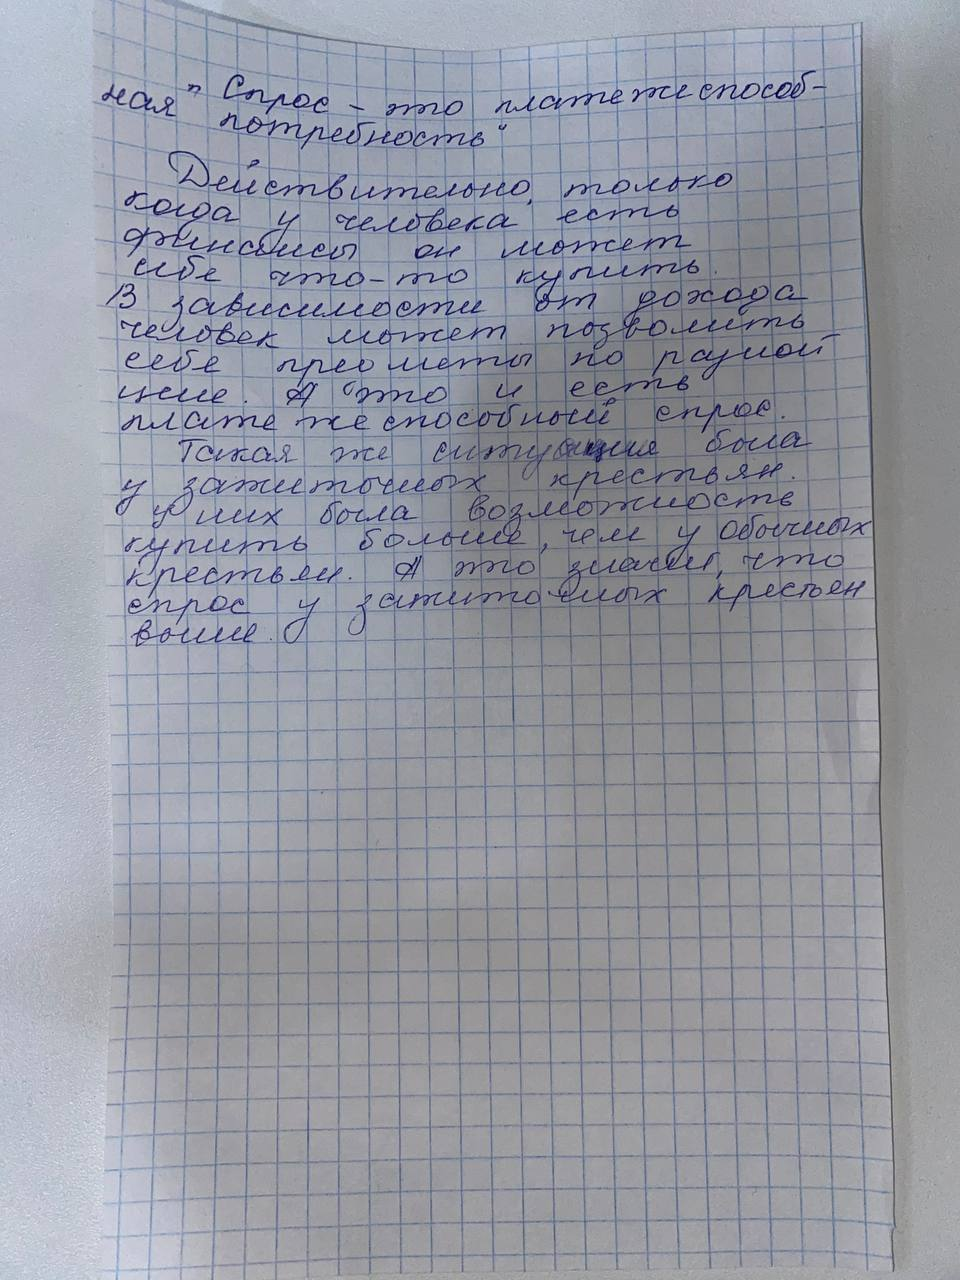 "Спрос – это платежеспособ-
ная потребность"
Действительно, только
когда у человека есть
финансы он может
себе что-то купить.
В зависимости от дохода
человек может позволить
себе предметы по разной
цене. А это и есть
платежеспособный спрос.
Такая же ситуация была
у зажиточных крестьян.
У них была возможность
купить больше, чем у обычных
крестьян. А это значит, что
спрос у зажиточных крестьян
выше.